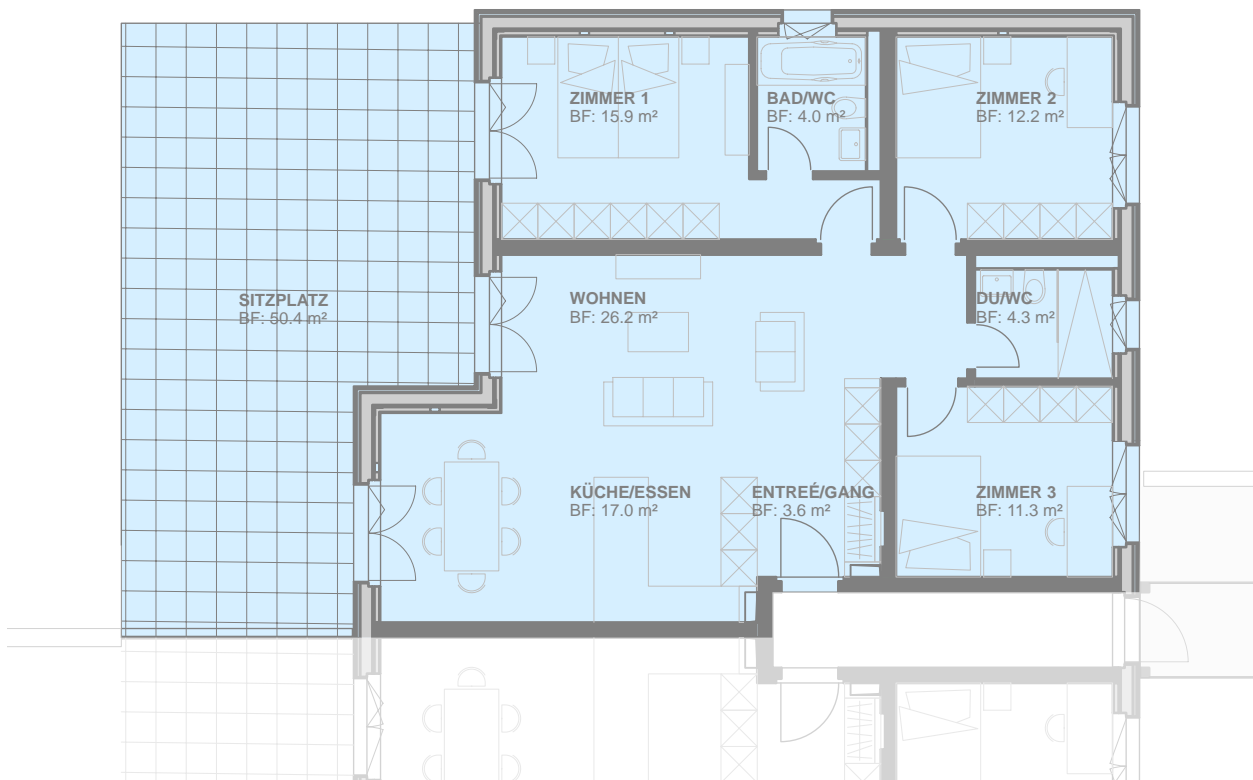 ZIMMER 1
BF: 15.9 m²
BAD/WC
BF: 4.0 m²
ZIMMER 2
BF: 12.2 m²
SITZPLATZ
BF: 50.4 m²
WOHNEN
BF: 26.2 m²
DU/WC
BF: 4.3 m²
KÜCHE/ESSEN
BF: 17.0 m²
ENTREÉ/GANG
BF: 3.6 m²
ZIMMER 3
BF: 11.3 m²